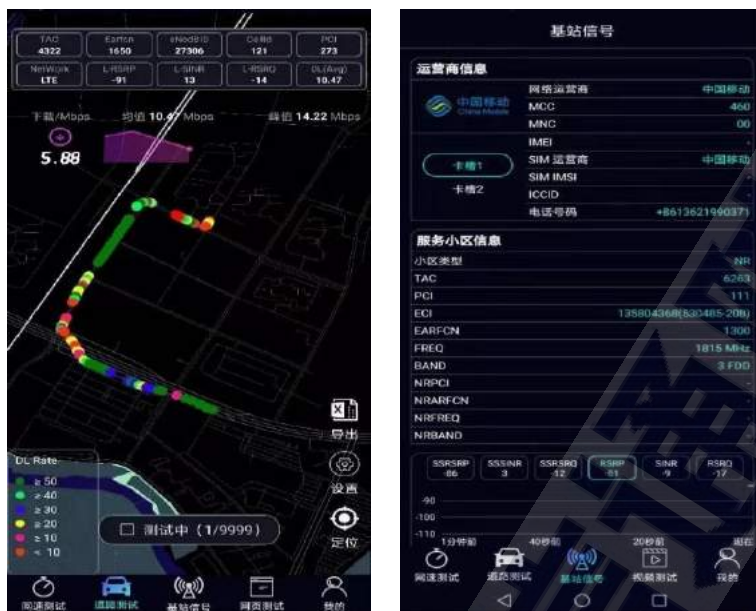 TAC Earfcn eNodBID CellId PCI
4322 1650 27306 121 273
NetWork L-RSRP L-SINR L-RSRQ DL(Avg)
LTE -91 13 -14 10.47
下载/Mbps 均值 10.47 Mbps 峰值 14.22 Mbps
5.88
导出
设置
定位
DL Rate
≥ 50
≥ 40
≥ 30
≥ 20
≥ 10
< 10
测试中 (1/9999)
网速测试 道路测试 基站信号 网页测试 我的
基站信号
运营商信息
中国移动
China Mobile
网络运营商 中国移动
MCC 460
MNC 00
IMEI -
卡槽1
SIM 运营商 中国移动
SIM IMSI -
卡槽2
ICCID
电话号码 +8613621990371
服务小区信息
小区类型 NR
TAC 6263
PCI 111
ECI 135804368(530485-208)
EARFCN 1300
FREQ 1815 MHz
BAND 3 FDD
NRPCI
NRARFCN
NRFREQ
NRBAND
SSRSRP SSSINR SSRSRQ RSRP SINR RSRQ
-86 3 -12 -17
-90
-100
-110
1分钟前 40秒前 20秒前 现在
网速测试 道路测试 基站信号 视频测试 我的